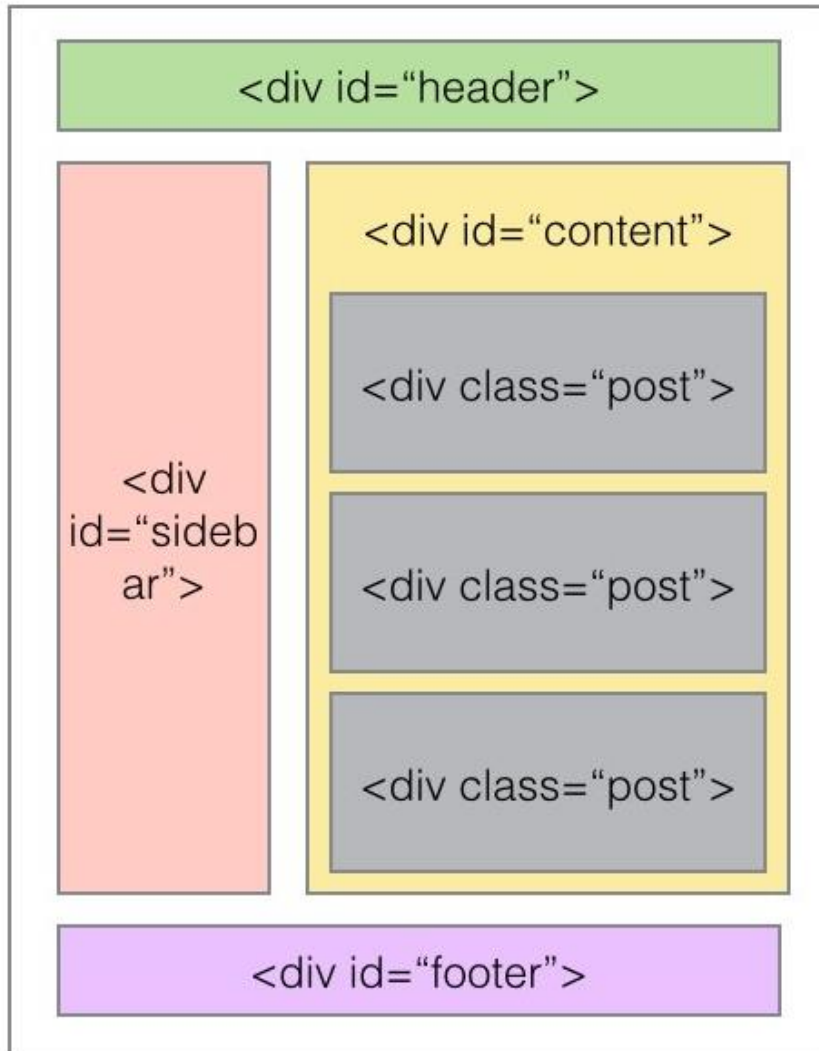 <div id=“header”>
<div
id=“sideb
ar”>
<div id=“content”>
<div class=“post”>
<div class=“post”>
<div class=“post”>
<div id=“footer”>